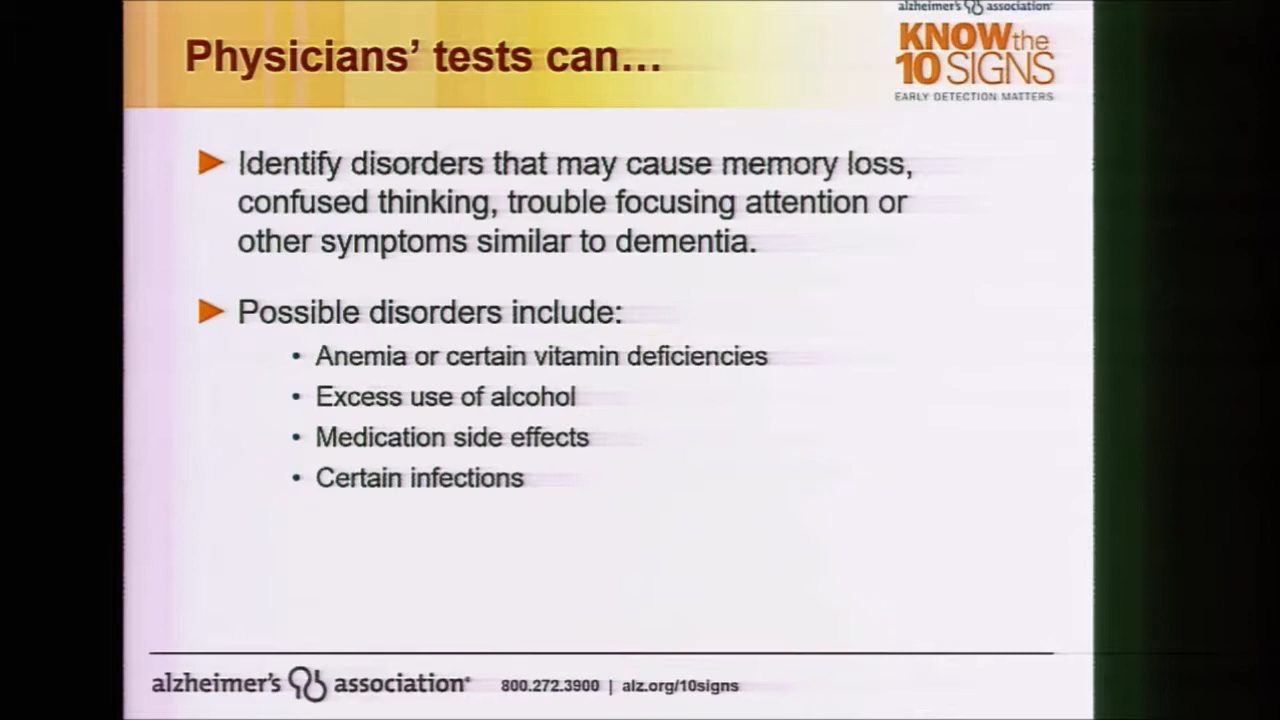 alzheimer's association
Physicians' tests can...
KNOW the
10 SIGNS
EARLY DETECTION MATTERS
► Identify disorders that may cause memory loss,
confused thinking, trouble focusing attention or
other symptoms similar to dementia.
► Possible disorders include:
• Anemia or certain vitamin deficiencies
• Excess use of alcohol
• Medication side effects
• Certain infections
alzheimer's association® 800.272.3900 | alz.org/10signs